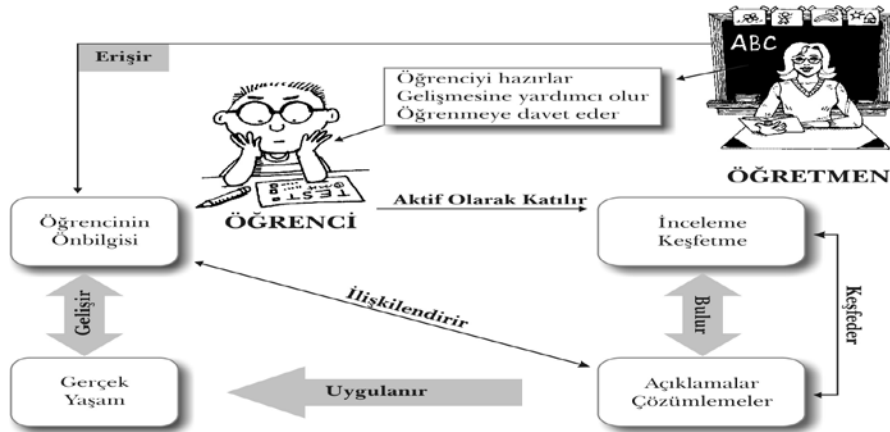 ABC
Erişir
Öğrenciyi hazırlar
Gelişmesine yardımcı olur
Öğrenmeye davet eder
TEST
ÖĞRETMEN
ÖĞRENCİ
Aktif Olarak Katılır
Öğrencinin
Önbilgisi
İnceleme
Keşfetme
İlişkilendirir
Gelişir
Bulur
Keşfeder
Gerçek
Yaşam
Uygulanır
Açıklamalar
Çözümlemeler